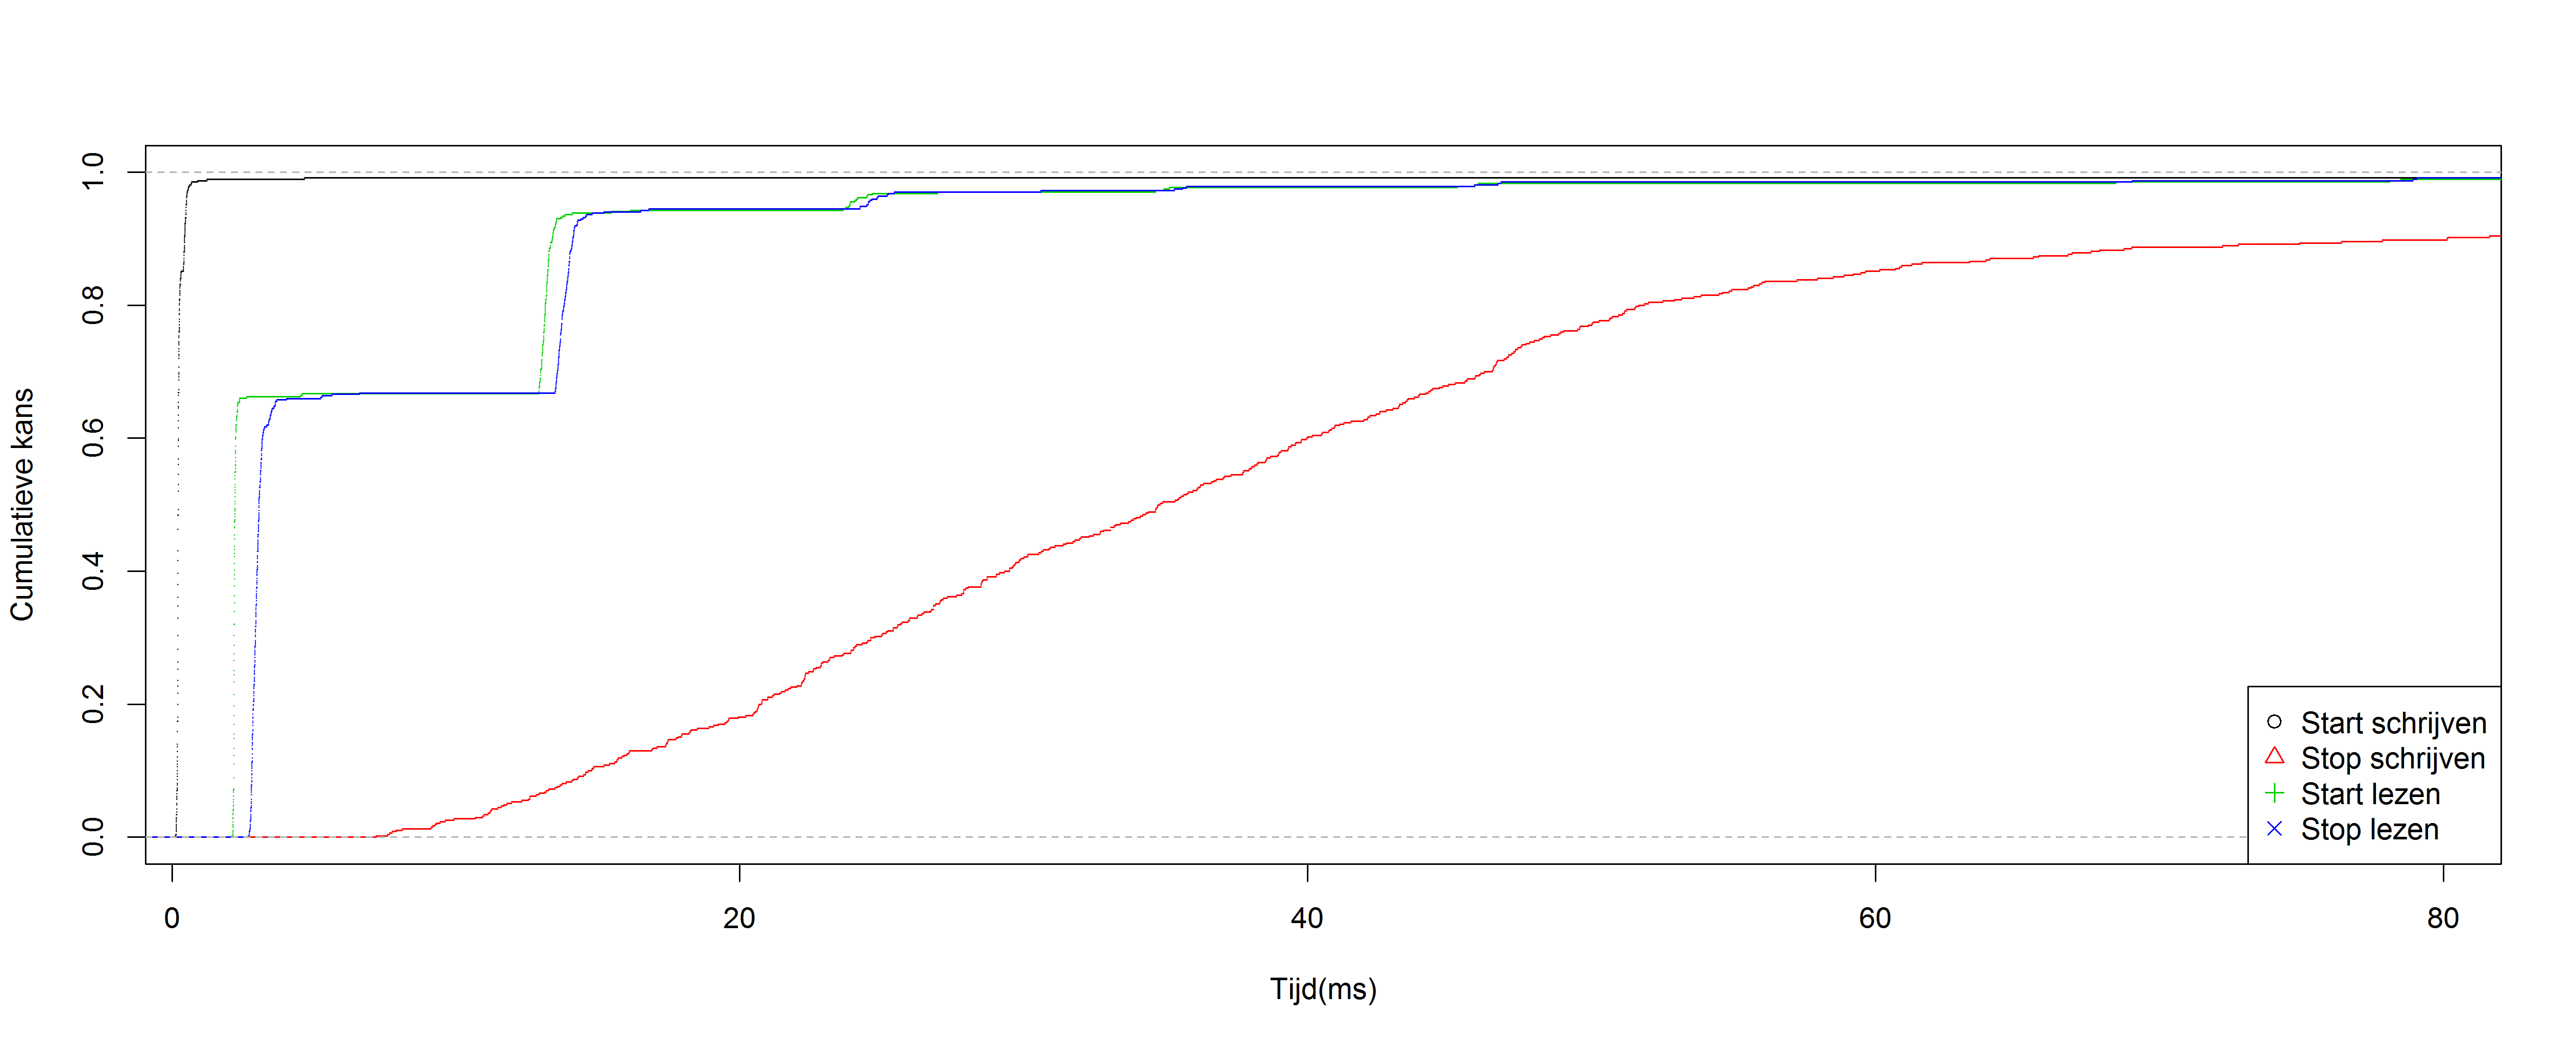 Cumulatieve kans
1.0
0.8
0.6
0.4
0.2
0.0
0 20 40 60 80
Tijd(ms)
Start schrijven
Stop schrijven
Start lezen
Stop lezen